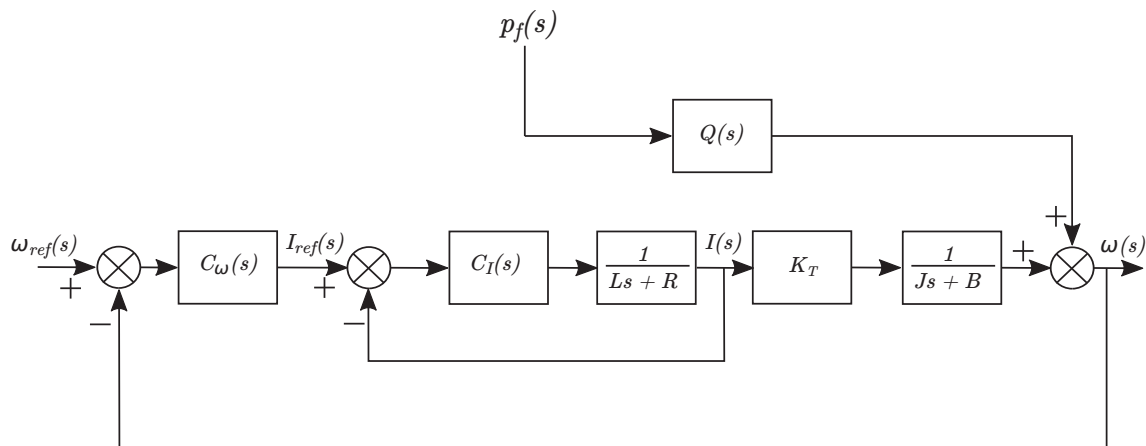 p_f(s)
Q(s)
ω_ref(s)
+
−
C_ω(s)
I_ref(s)
+
−
C_I(s)
1
Ls + R
I(s)
K_T
1
Js + B
+
+
ω(s)